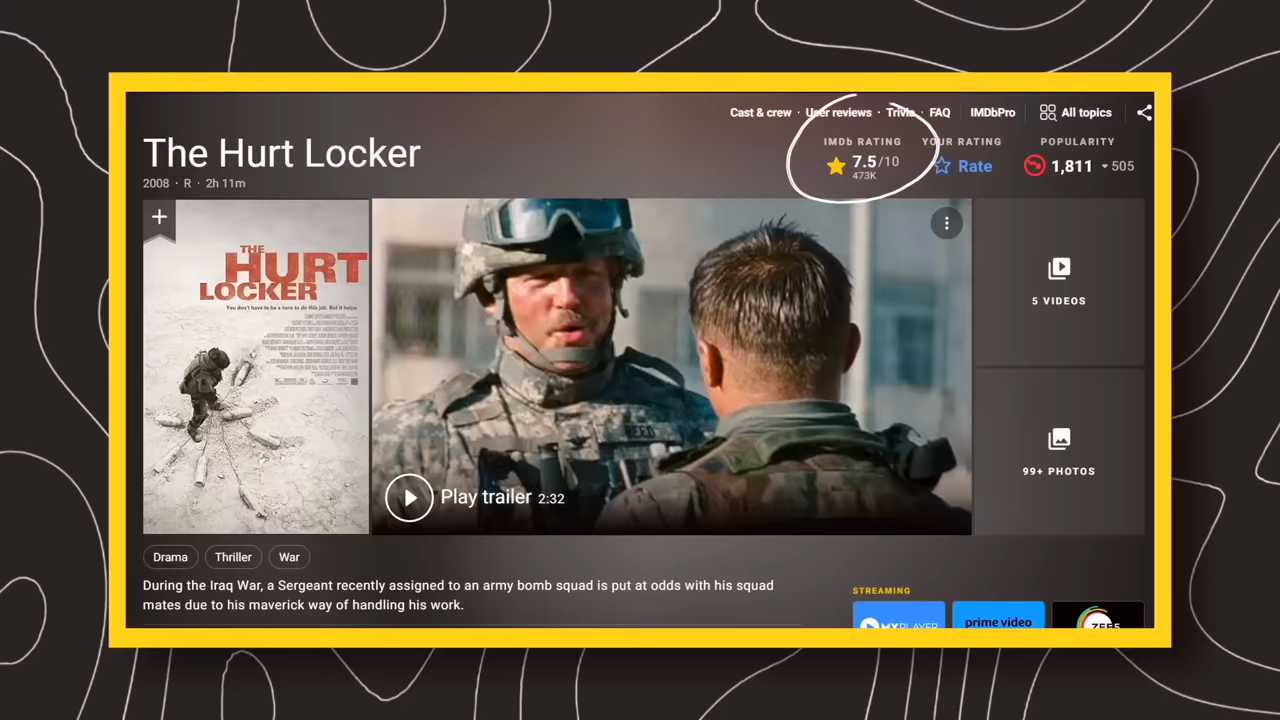 Cast & crew · User reviews · Trivia · FAQ IMDbPro All topics
The Hurt Locker
2008 · R · 2h 11m
IMDb RATING
7.5/10
473K
YOUR RATING
Rate
POPULARITY
1,811 505
+
THE
HURT
LOCKER
You don't have to be a hero to do this job. But it helps.
Play trailer 2:32
5 VIDEOS
99+ PHOTOS
Drama Thriller War
During the Iraq War, a Sergeant recently assigned to an army bomb squad is put at odds with his squad
mates due to his maverick way of handling his work.
STREAMING
MX PLAYER
prime video
ZEE5